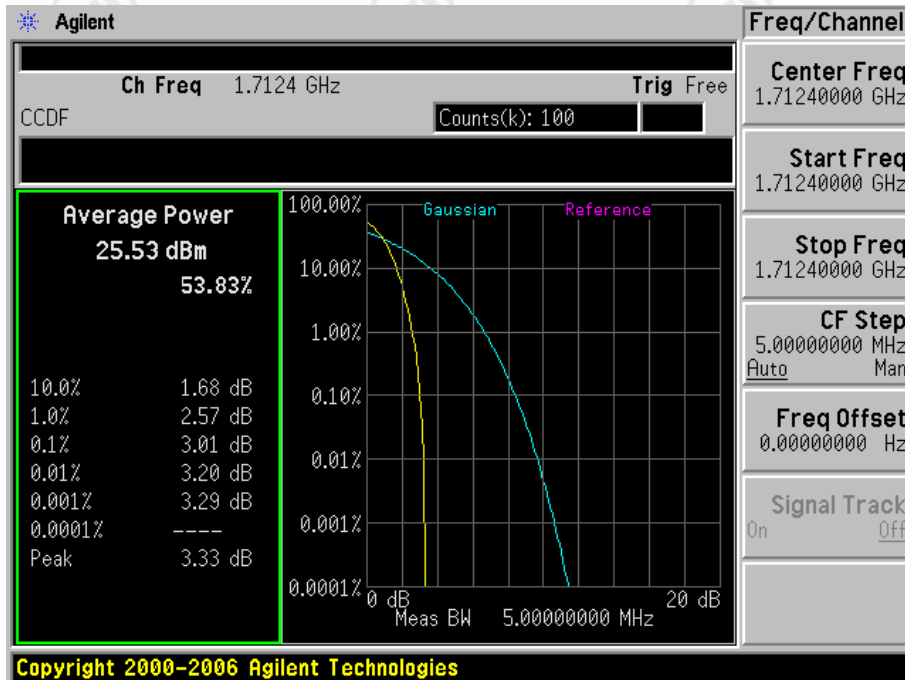 Agilent
Freq/Channel
Ch Freq 1.7124 GHz Trig Free
CCDF Counts(k): 100
Average Power
25.53 dBm
53.83%
10.0% 1.68 dB
1.0% 2.57 dB
0.1% 3.01 dB
0.01% 3.20 dB
0.001% 3.29 dB
0.0001% ----
Peak 3.33 dB
Gaussian Reference
100.00%
10.00%
1.00%
0.10%
0.01%
0.001%
0.0001%
0 dB 20 dB
Meas BW 5.00000000 MHz
Center Freq
1.71240000 GHz
Start Freq
1.71240000 GHz
Stop Freq
1.71240000 GHz
CF Step
5.00000000 MHz
Auto Man
Freq Offset
0.00000000 Hz
Signal Track
On Off
Copyright 2000-2006 Agilent Technologies